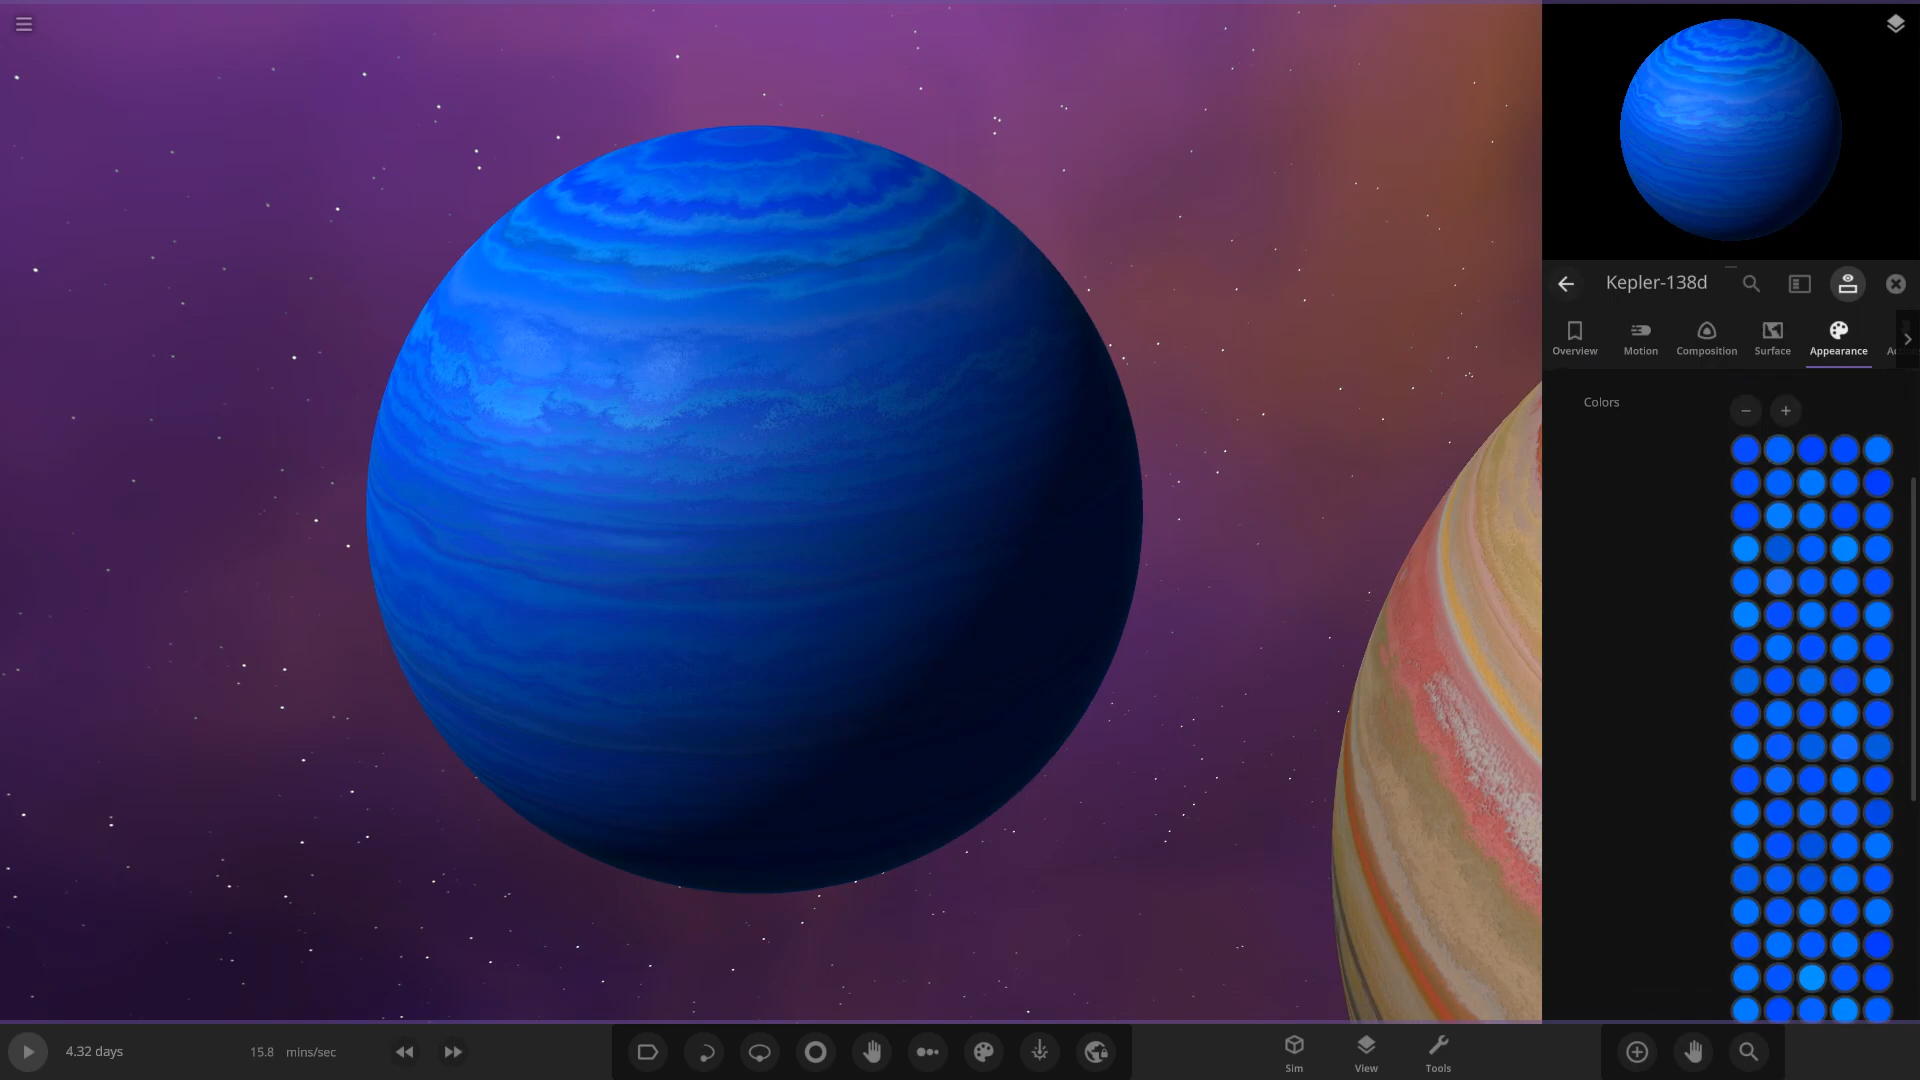 Kepler-138d
Overview Motion Composition Surface Appearance
Colors
4.32 days 15.8 mins/sec Sim View Tools